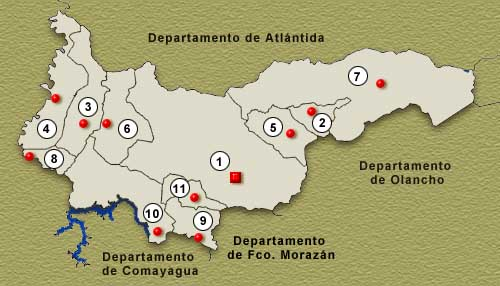 Departamento de Atlántida
7
3
4
6
5
2
8
1
11
10
9
Departamento
de Olancho
Departamento
de Fco. Morazán
Departamento
de Comayagua